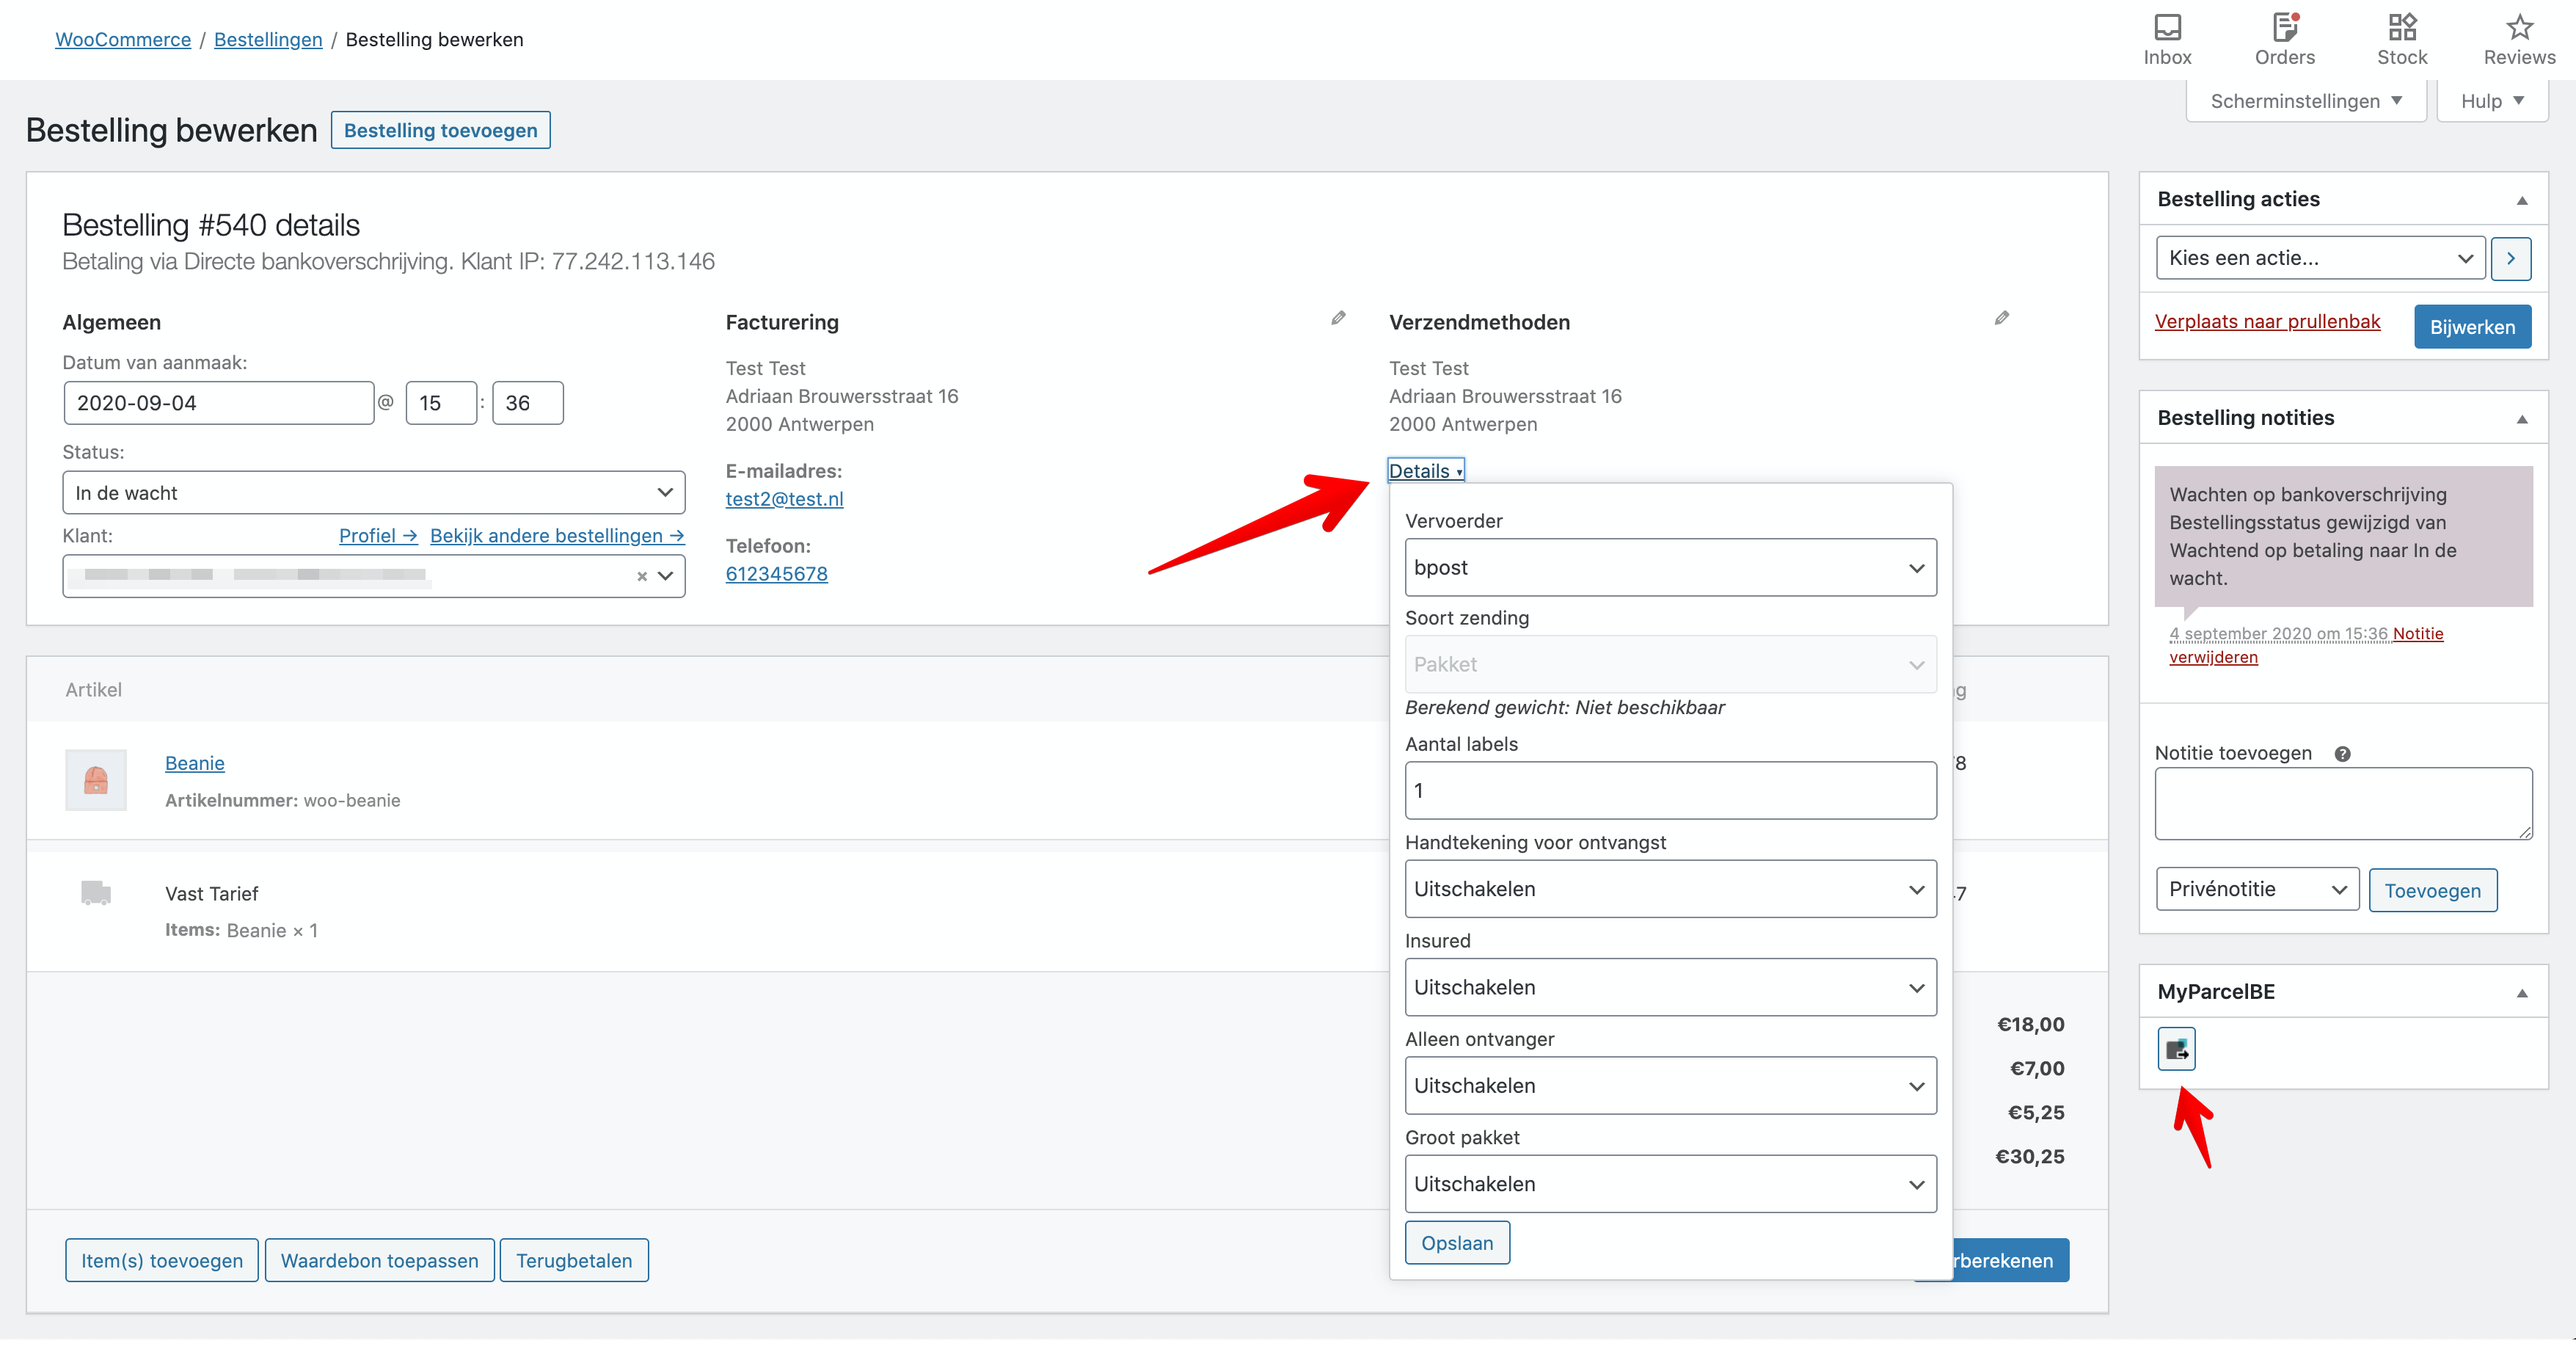 WooCommerce / Bestellingen / Bestelling bewerken
Inbox
Orders
Stock
Reviews
Scherminstellingen
Hulp
Bestelling bewerken
Bestelling toevoegen
Bestelling #540 details
Betaling via Directe bankoverschrijving. Klant IP: 77.242.113.146
Algemeen
Datum van aanmaak:
2020-09-04 @ 15 : 36
Status:
In de wacht
Klant:
Profiel → Bekijk andere bestellingen →
Facturering
Test Test
Adriaan Brouwersstraat 16
2000 Antwerpen
E-mailadres:
test2@test.nl
Telefoon:
612345678
Verzendmethoden
Test Test
Adriaan Brouwersstraat 16
2000 Antwerpen
Details
Vervoerder
bpost
Soort zending
Pakket
Berekend gewicht: Niet beschikbaar
Aantal labels
1
Handtekening voor ontvangst
Uitschakelen
Insured
Uitschakelen
Alleen ontvanger
Uitschakelen
Groot pakket
Uitschakelen
Opslaan
Artikel
Beanie
Artikelnummer: woo-beanie
Vast Tarief
Items: Beanie × 1
€18,00
€7,00
€5,25
€30,25
Item(s) toevoegen
Waardebon toepassen
Terugbetalen
rberekenen
Bestelling acties
Kies een actie...
Verplaats naar prullenbak
Bijwerken
Bestelling notities
Wachten op bankoverschrijving
Bestellingsstatus gewijzigd van
Wachtend op betaling naar In de
wacht.
4 september 2020 om 15:36 Notitie
verwijderen
Notitie toevoegen
Privénotitie
Toevoegen
MyParcelBE